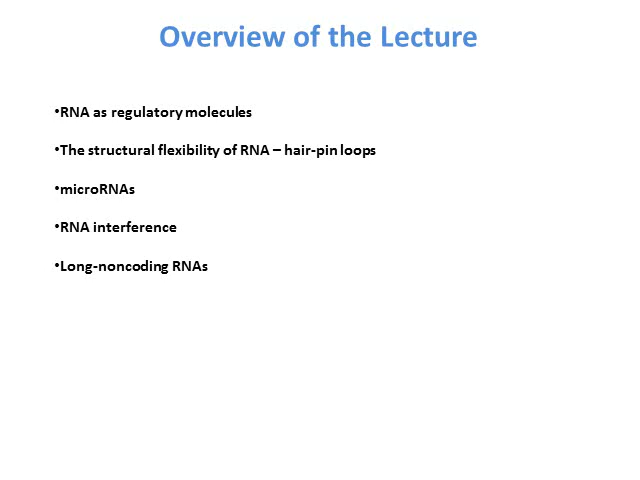 Overview of the Lecture
•RNA as regulatory molecules
•The structural flexibility of RNA – hair-pin loops
•microRNAs
•RNA interference
•Long-noncoding RNAs